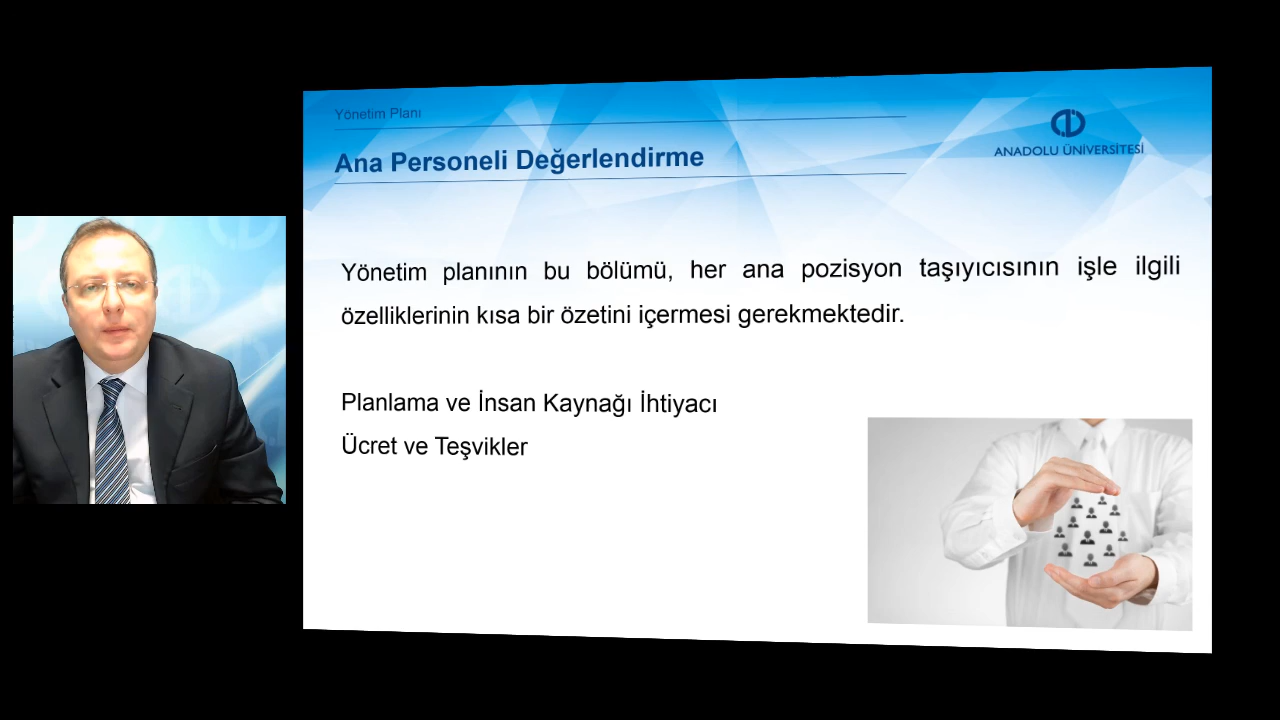 Yönetim Planı
Ana Personeli Değerlendirme
ANADOLU ÜNİVERSİTESİ
Yönetim planının bu bölümü, her ana pozisyon taşıyıcısının işle ilgili
özelliklerinin kısa bir özetini içermesi gerekmektedir.
Planlama ve İnsan Kaynağı İhtiyacı
Ücret ve Teşvikler